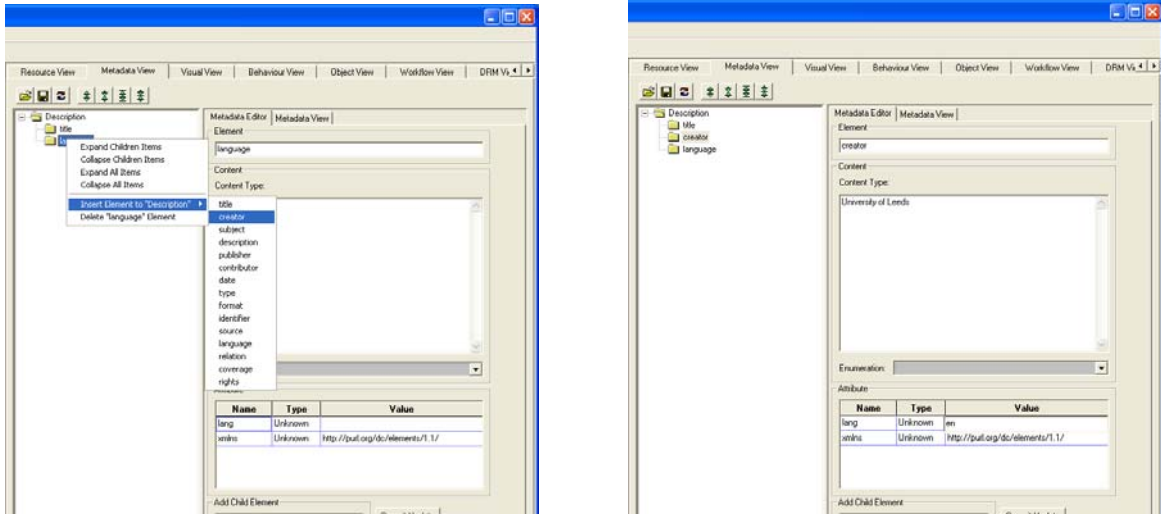 Resource View Metadata View Visual View Behaviour View Object View Workflow View DRM Vi
Description
title
Expand Children Items
Collapse Children Items
Expand All Items
Collapse All Items
Insert Element to "Description"
Delete "language" Element
title
creator
subject
description
publisher
contributor
date
type
format
identifier
source
language
relation
coverage
rights
Metadata Editor Metadata View
Element
language
Content
Content Type:
Attribute
Name Type Value
lang Unknown
xmlns Unknown http://purl.org/dc/elements/1.1/
Add Child Element
Resource View Metadata View Visual View Behaviour View Object View Workflow View DRM Vi
Description
title
creator
language
Metadata Editor Metadata View
Element
creator
Content
Content Type:
University of Leeds
Enumeration:
Attribute
Name Type Value
lang Unknown en
xmlns Unknown http://purl.org/dc/elements/1.1/
Add Child Element